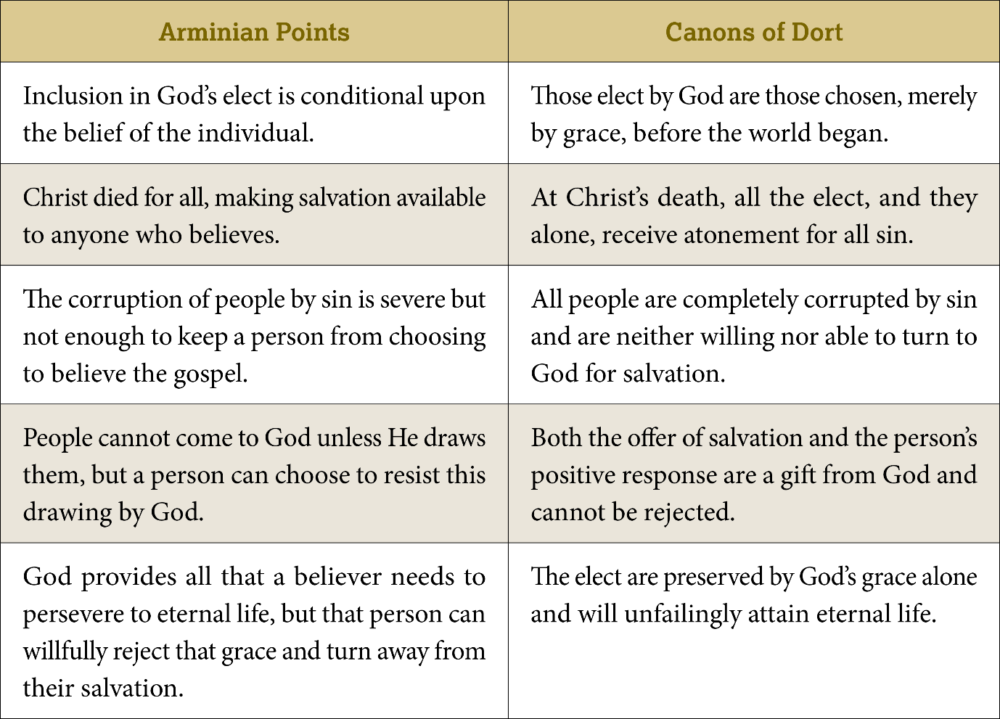 Arminian Points
Canons of Dort
Inclusion in God’s elect is conditional upon
the belief of the individual.
Those elect by God are those chosen, merely
by grace, before the world began.
Christ died for all, making salvation available
to anyone who believes.
At Christ’s death, all the elect, and they
alone, receive atonement for all sin.
The corruption of people by sin is severe but
not enough to keep a person from choosing
to believe the gospel.
All people are completely corrupted by sin
and are neither willing nor able to turn to
God for salvation.
People cannot come to God unless He draws
them, but a person can choose to resist this
drawing by God.
Both the offer of salvation and the person’s
positive response are a gift from God and
cannot be rejected.
God provides all that a believer needs to
persevere to eternal life, but that person can
willfully reject that grace and turn away from
their salvation.
The elect are preserved by God’s grace alone
and will unfailingly attain eternal life.